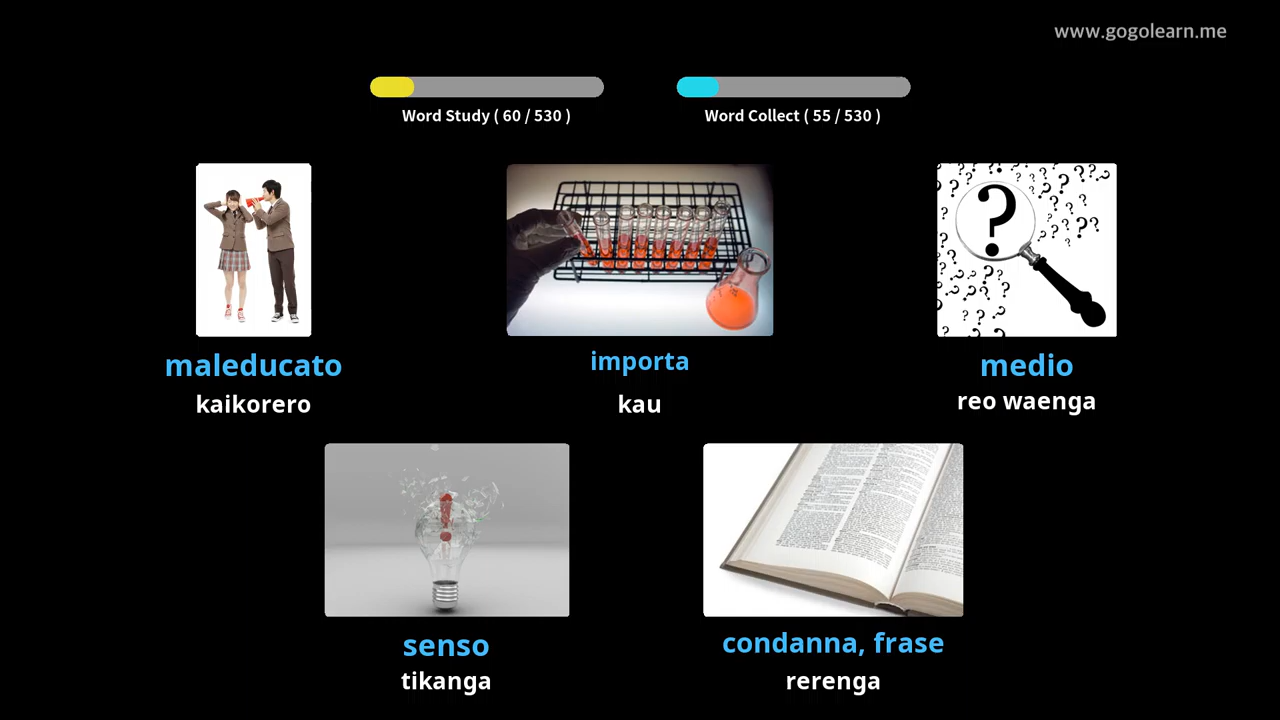 www.gogolearn.me
Word Study ( 60 / 530 )
Word Collect ( 55 / 530 )
maleducato
kaikorero
importa
kau
medio
reo waenga
senso
tikanga
condanna, frase
rerenga